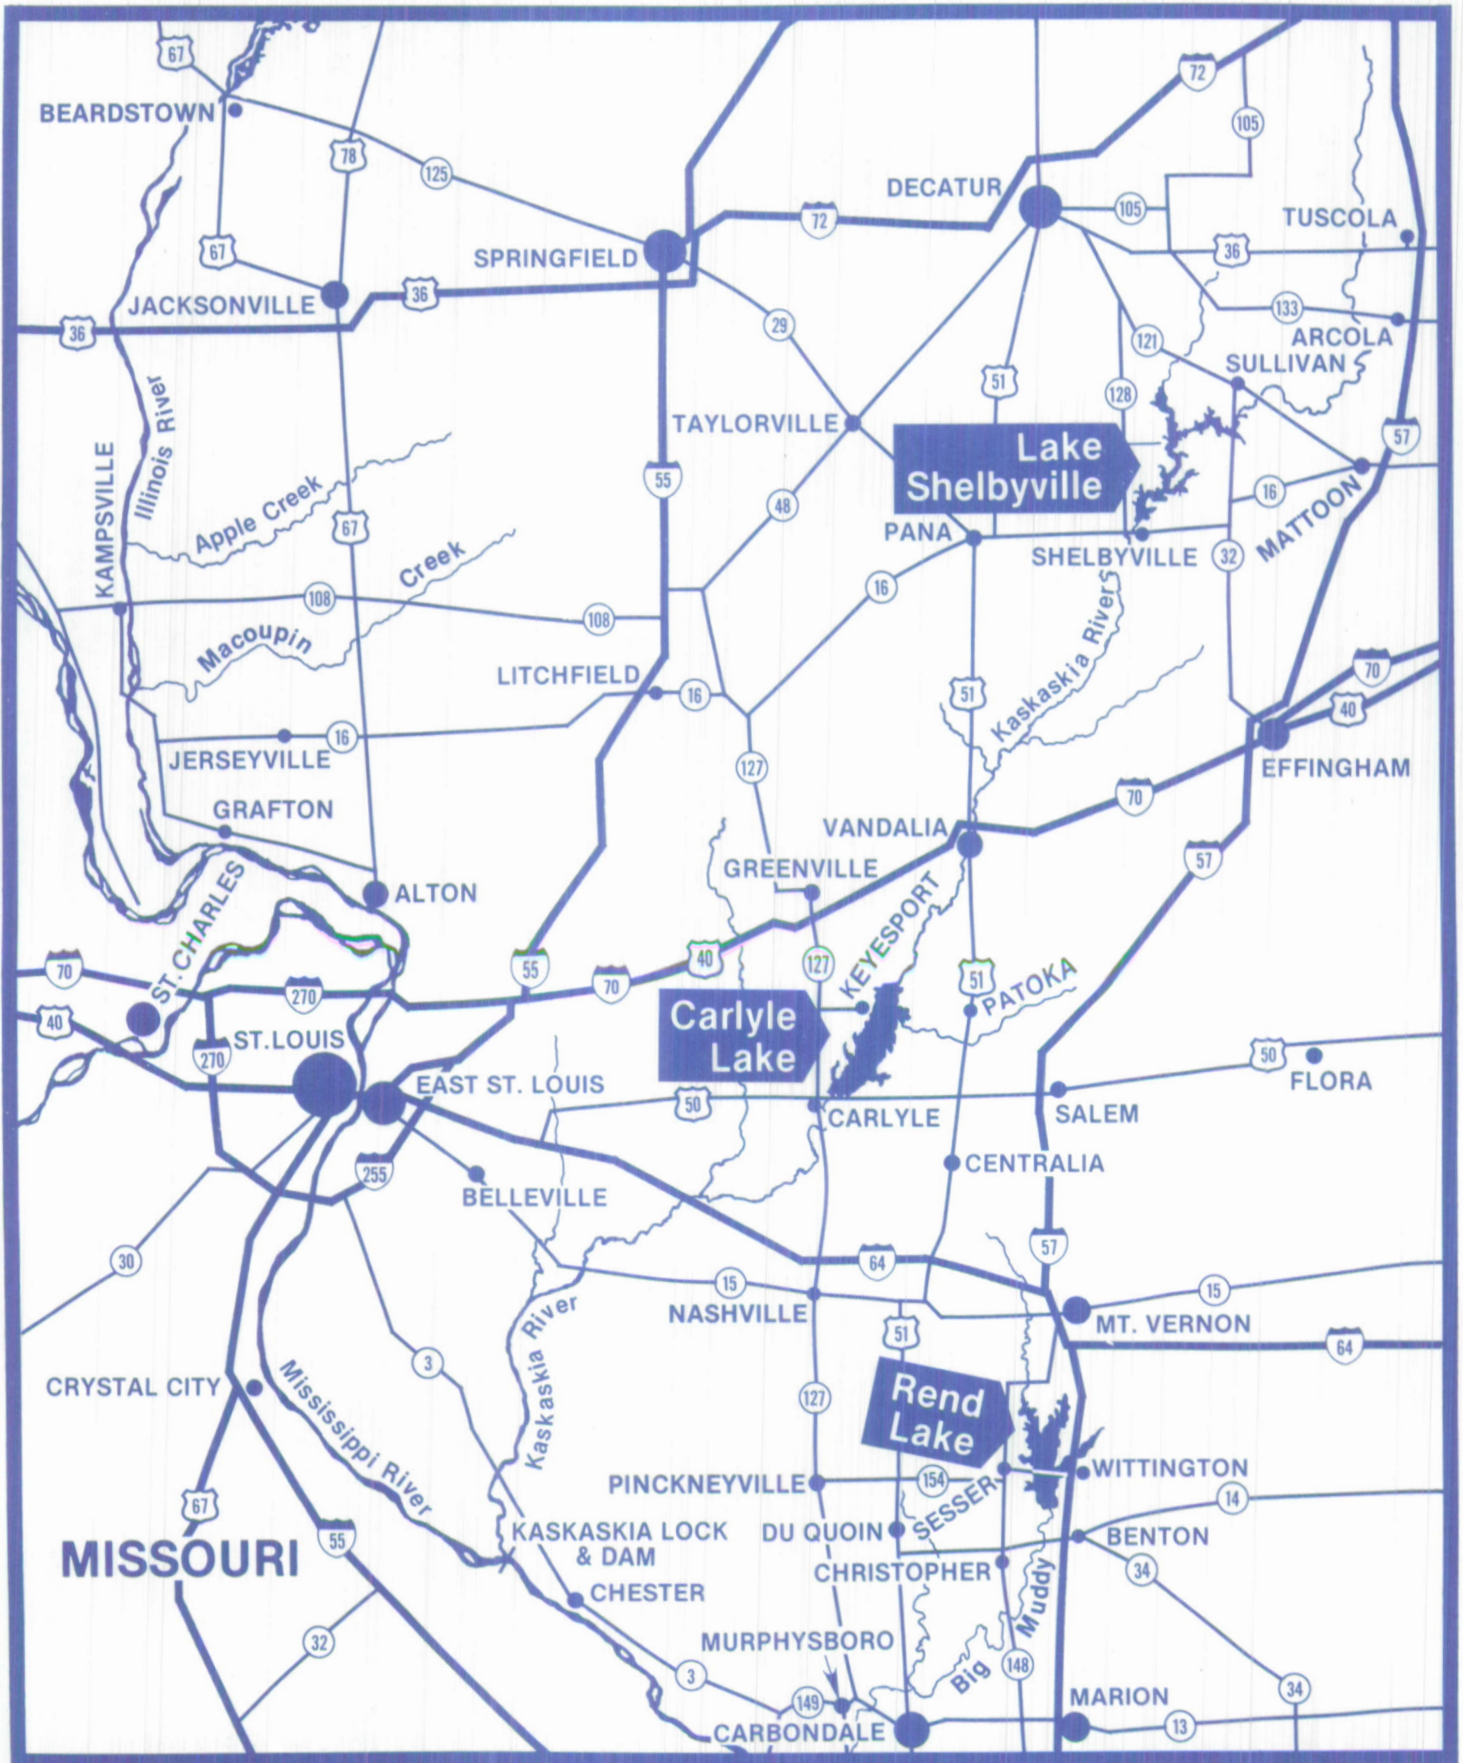 67
72
BEARDSTOWN
105
78
125
DECATUR
105
TUSCOLA
72
67
36
SPRINGFIELD
JACKSONVILLE
36
133
36
29
ARCOLA
121
SULLIVAN
Illinois River
51
128
TAYLORVILLE
57
Lake
Shelbyville
KAMPSVILLE
55
Apple Creek
48
16
67
MATTOON
PANA
SHELBYVILLE
32
Creek
16
108
108
Macoupin
Kaskaskia River
LITCHFIELD
16
51
70
40
JERSEYVILLE
16
127
EFFINGHAM
70
GRAFTON
VANDALIA
57
GREENVILLE
ALTON
ST. CHARLES
KEYESPORT
70
55
40
127
51
PATOKA
270
70
40
Carlyle
Lake
ST. LOUIS
270
50
FLORA
EAST ST. LOUIS
50
CARLYLE
SALEM
255
CENTRALIA
BELLEVILLE
30
64
57
15
15
NASHVILLE
Kaskaskia River
51
MT. VERNON
64
3
CRYSTAL CITY
Mississippi River
127
Rend
Lake
WITTINGTON
PINCKNEYVILLE
154
SESSER
14
67
55
KASKASKIA LOCK
& DAM
DU QUOIN
BENTON
MISSOURI
CHRISTOPHER
34
CHESTER
Big Muddy
32
MURPHYSBORO
3
148
149
34
MARION
CARBONDALE
13